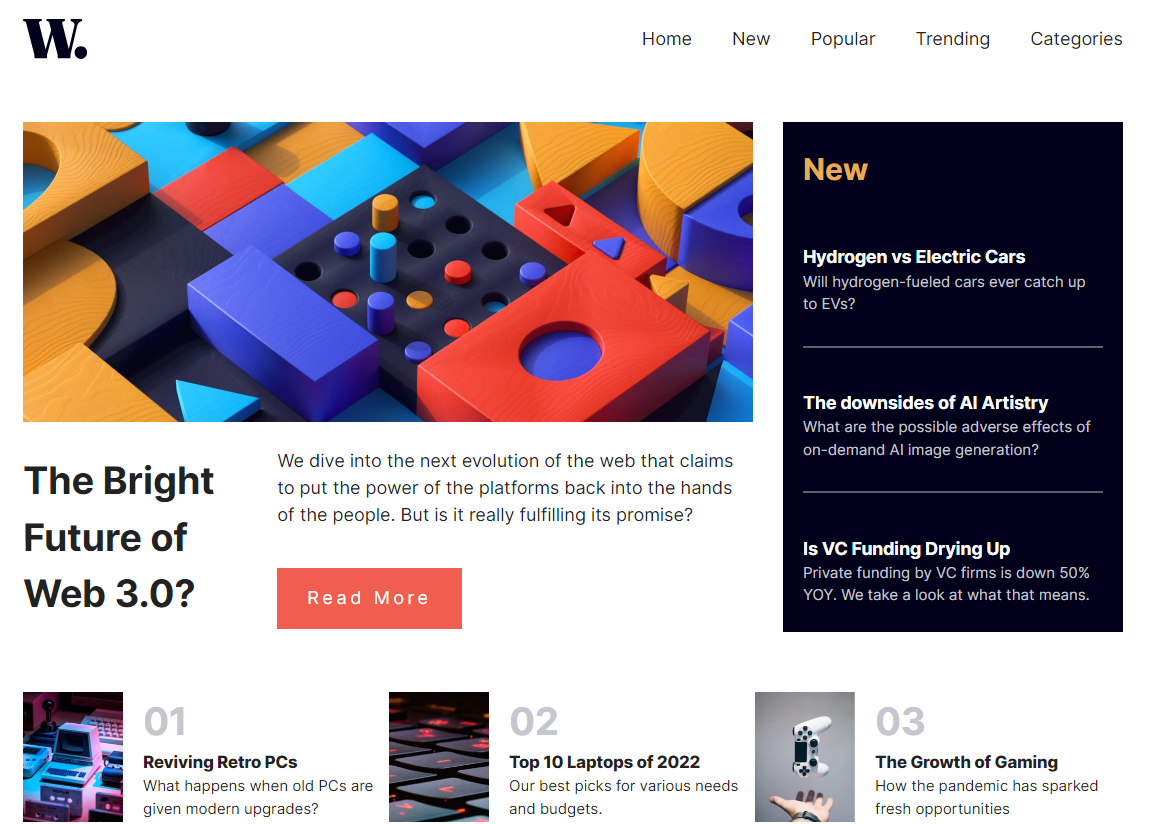 W.
Home New Popular Trending Categories
The Bright
Future of
Web 3.0?
We dive into the next evolution of the web that claims
to put the power of the platforms back into the hands
of the people. But is it really fulfilling its promise?
Read More
New
Hydrogen vs Electric Cars
Will hydrogen-fueled cars ever catch up
to EVs?
The downsides of AI Artistry
What are the possible adverse effects of
on-demand AI image generation?
Is VC Funding Drying Up
Private funding by VC firms is down 50%
YOY. We take a look at what that means.
01
Reviving Retro PCs
What happens when old PCs are
given modern upgrades?
02
Top 10 Laptops of 2022
Our best picks for various needs
and budgets.
03
The Growth of Gaming
How the pandemic has sparked
fresh opportunities